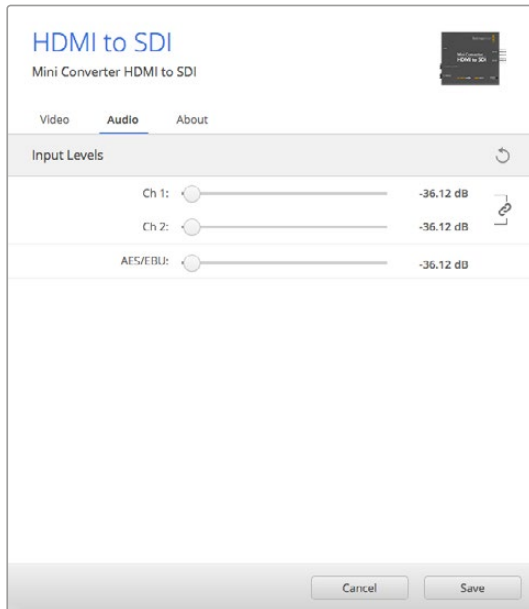 HDMI to SDI
Mini Converter HDMI to SDI
Video Audio About
Input Levels
Ch 1: -36.12 dB
Ch 2: -36.12 dB
AES/EBU: -36.12 dB
Cancel Save